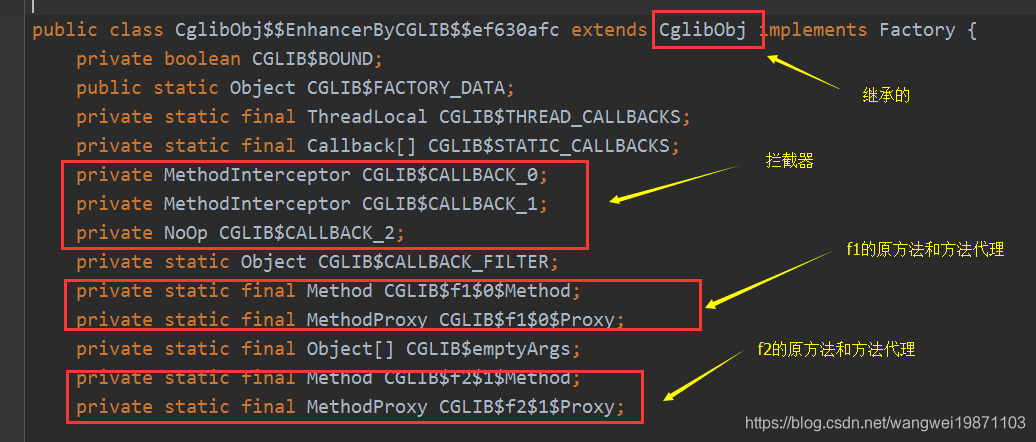 public class CglibObj$$EnhancerByCGLIB$$ef630afc extends CglibObj implements Factory {
private boolean CGLIB$BOUND;
public static Object CGLIB$FACTORY_DATA;
继承的
private static final ThreadLocal CGLIB$THREAD_CALLBACKS;
private static final Callback[] CGLIB$STATIC_CALLBACKS;
拦截器
private MethodInterceptor CGLIB$CALLBACK_0;
private MethodInterceptor CGLIB$CALLBACK_1;
private NoOp CGLIB$CALLBACK_2;
f1的原方法和方法代理
private static Object CGLIB$CALLBACK_FILTER;
private static final Method CGLIB$f1$0$Method;
private static final MethodProxy CGLIB$f1$0$Proxy;
private static final Object[] CGLIB$emptyArgs;
f2的原方法和方法代理
private static final Method CGLIB$f2$1$Method;
private static final MethodProxy CGLIB$f2$1$Proxy;
https://blog.csdn.net/wangwei19871103